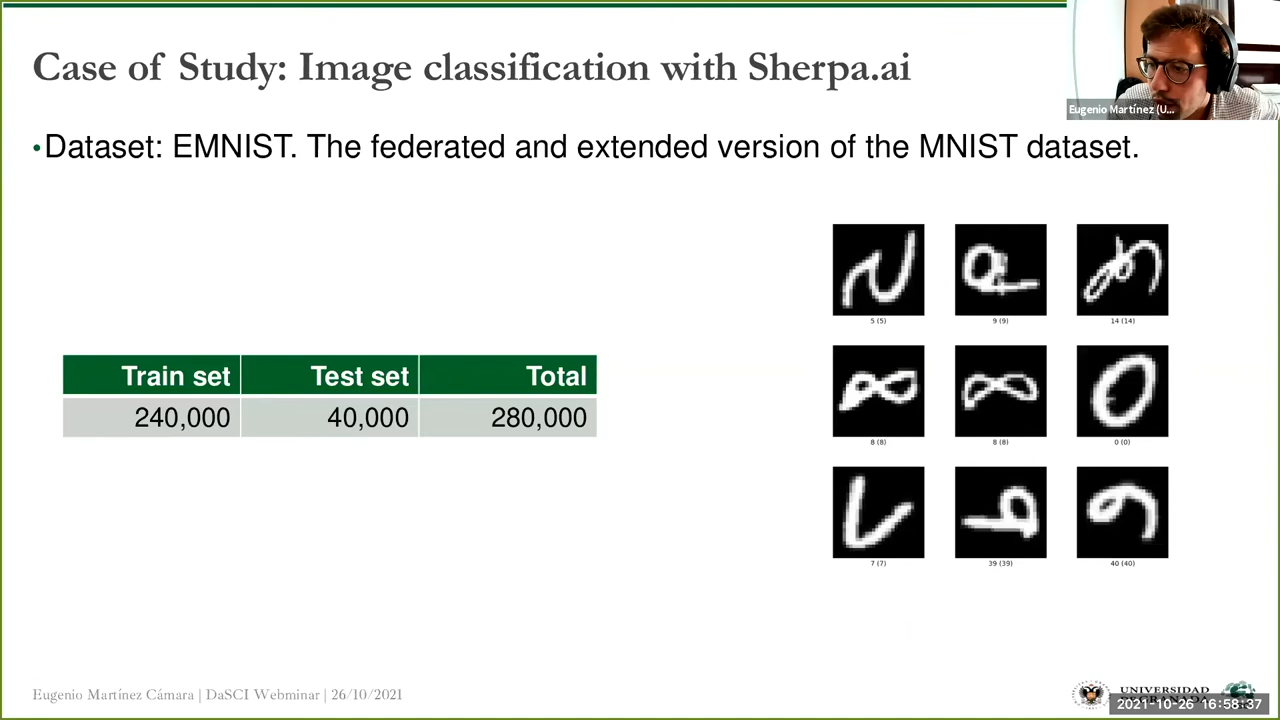 Case of Study: Image classification with Sherpa.ai
Eugenio Martínez (U...
•Dataset: EMNIST. The federated and extended version of the MNIST dataset.
5 (5)
9 (9)
14 (14)
Train set Test set Total
240,000 40,000 280,000
8 (8)
8 (8)
0 (0)
7 (7)
39 (39)
40 (40)
Eugenio Martínez Cámara | DaSCI Webminar | 26/10/2021
UNIVERSIDAD
DE GRANADA
2021-10-26 16:58:37